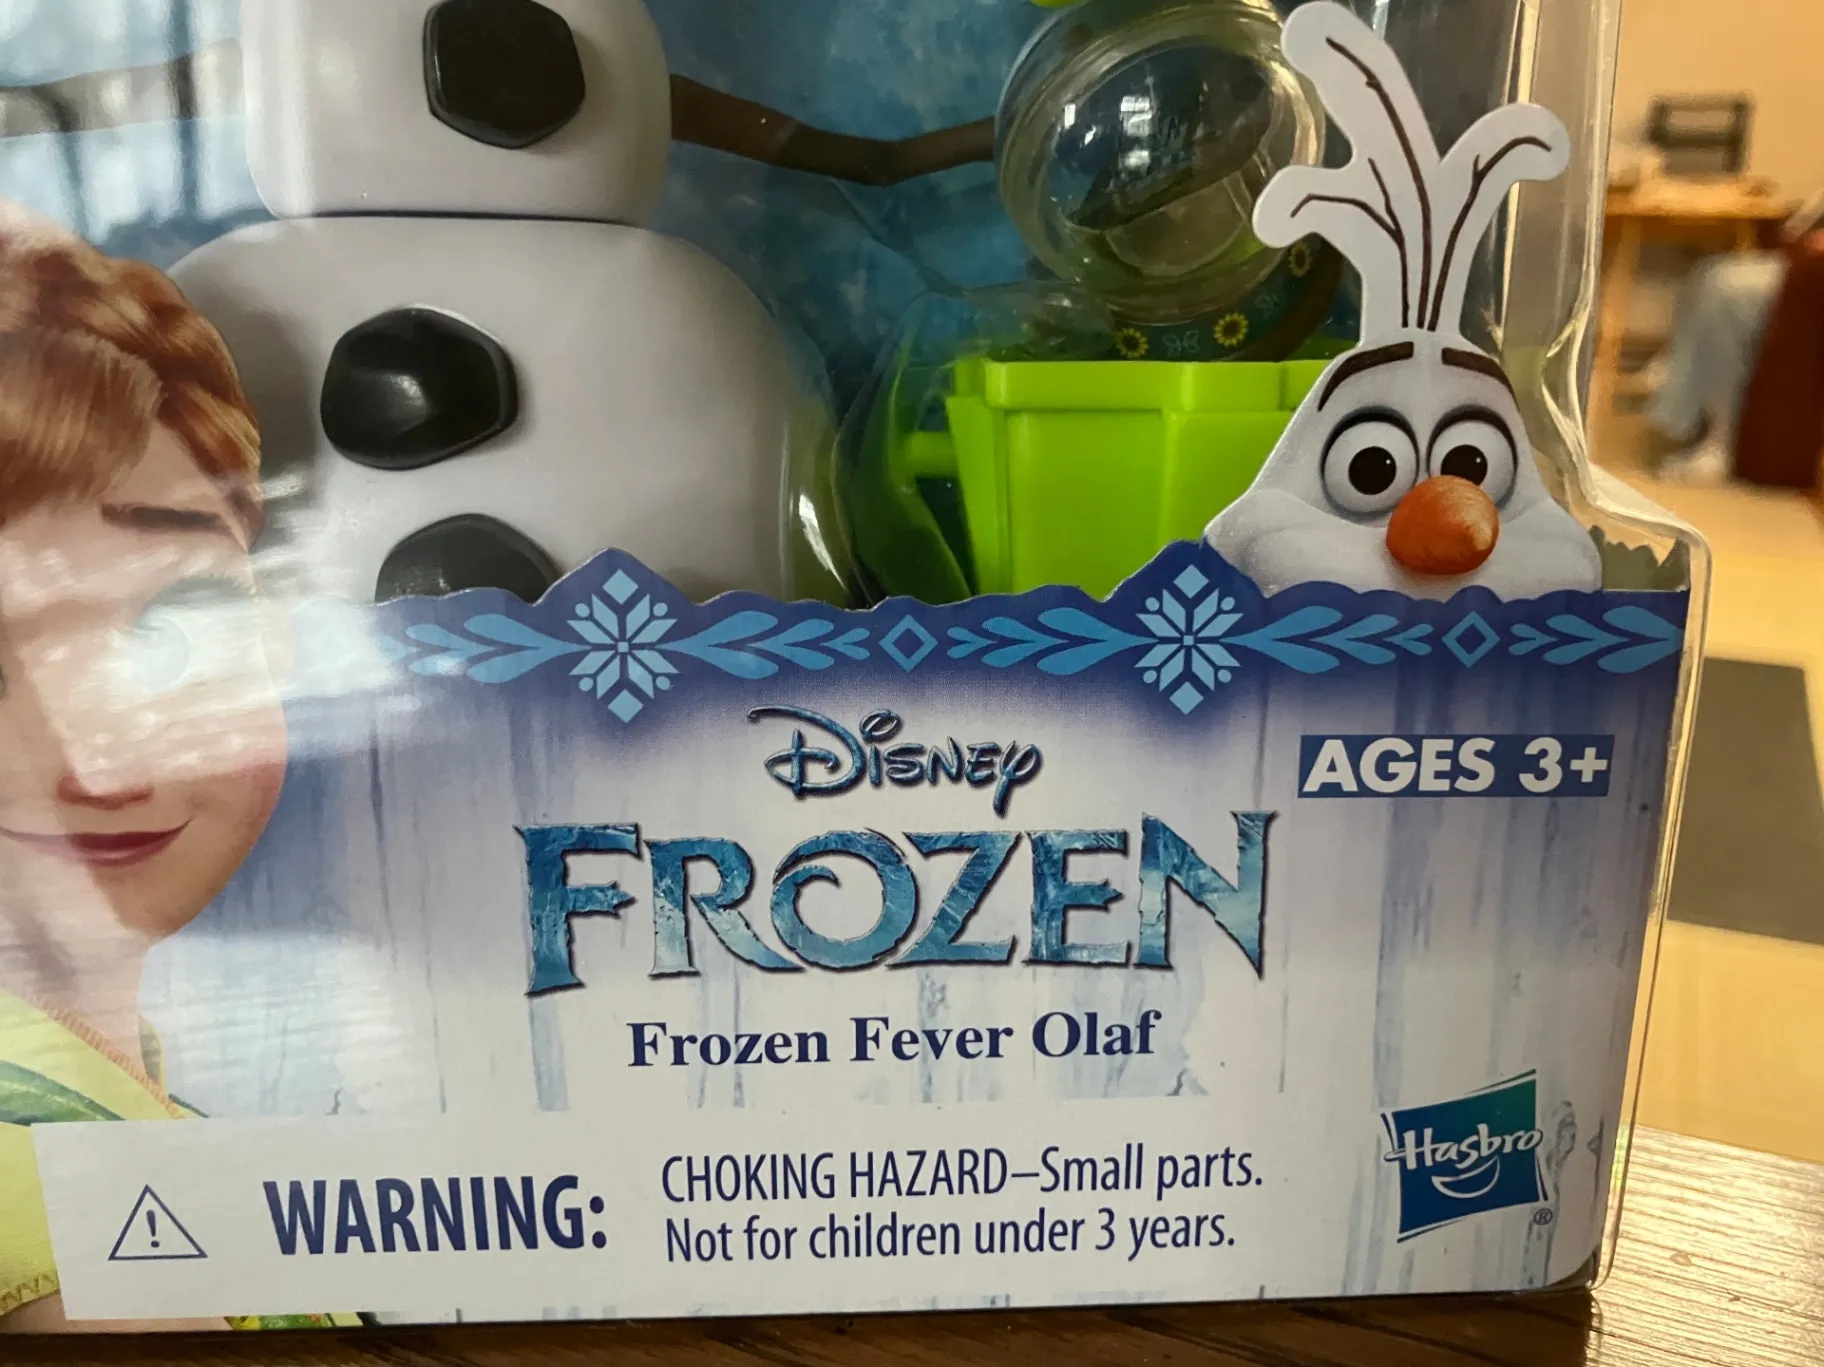 Disney
FROZEN
AGES 3+
Frozen Fever Olaf
WARNING:
CHOKING HAZARD–Small parts.
Not for children under 3 years.
Hasbro
®